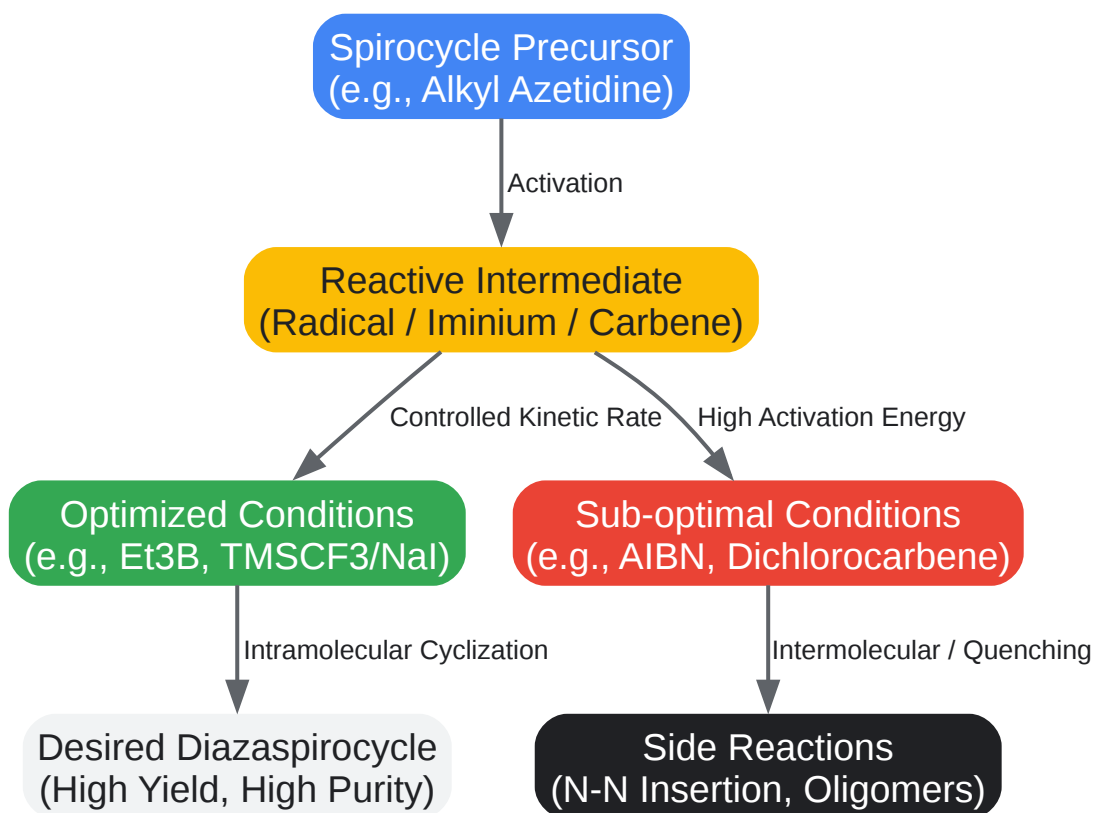 Spirocycle Precursor
(e.g., Alkyl Azetidine)
Activation
Reactive Intermediate
(Radical / Iminium / Carbene)
Controlled Kinetic Rate
High Activation Energy
Optimized Conditions
(e.g., Et3B, TMSCF3/NaI)
Sub-optimal Conditions
(e.g., AIBN, Dichlorocarbene)
Intramolecular Cyclization
Intermolecular / Quenching
Desired Diazaspirocycle
(High Yield, High Purity)
Side Reactions
(N-N Insertion, Oligomers)